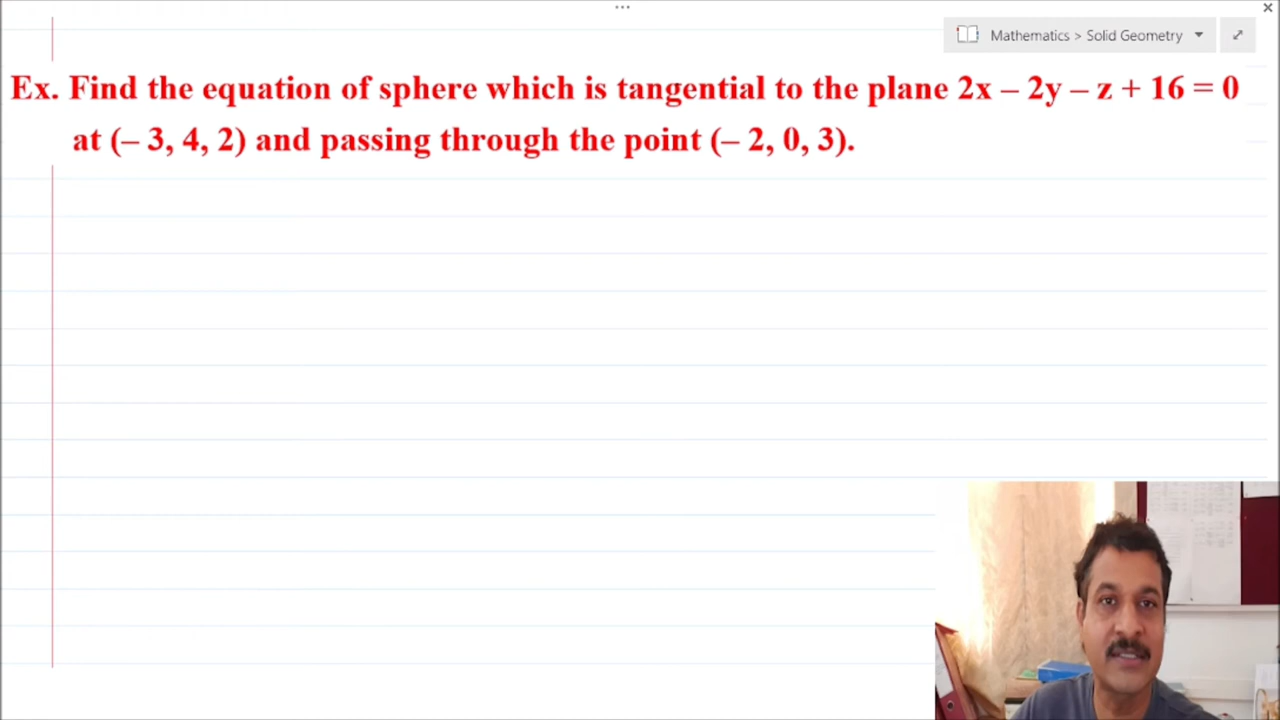 Mathematics > Solid Geometry
Ex. Find the equation of sphere which is tangential to the plane 2x – 2y – z + 16 = 0
at (– 3, 4, 2) and passing through the point (– 2, 0, 3).